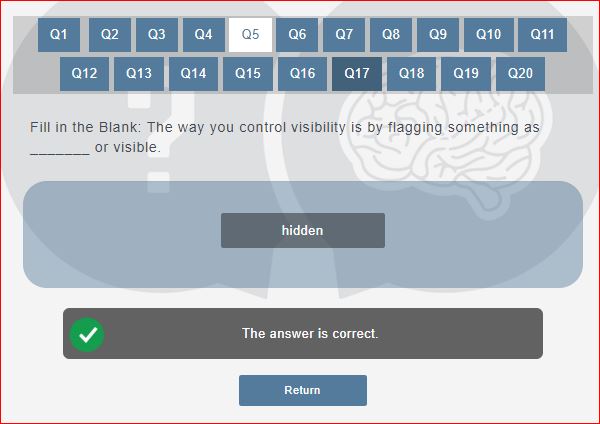 Q1 Q2 Q3 Q4 Q5 Q6 Q7 Q8 Q9 Q10 Q11
Q12 Q13 Q14 Q15 Q16 Q17 Q18 Q19 Q20
Fill in the Blank: The way you control visibility is by flagging something as
_______ or visible.
hidden
The answer is correct.
Return